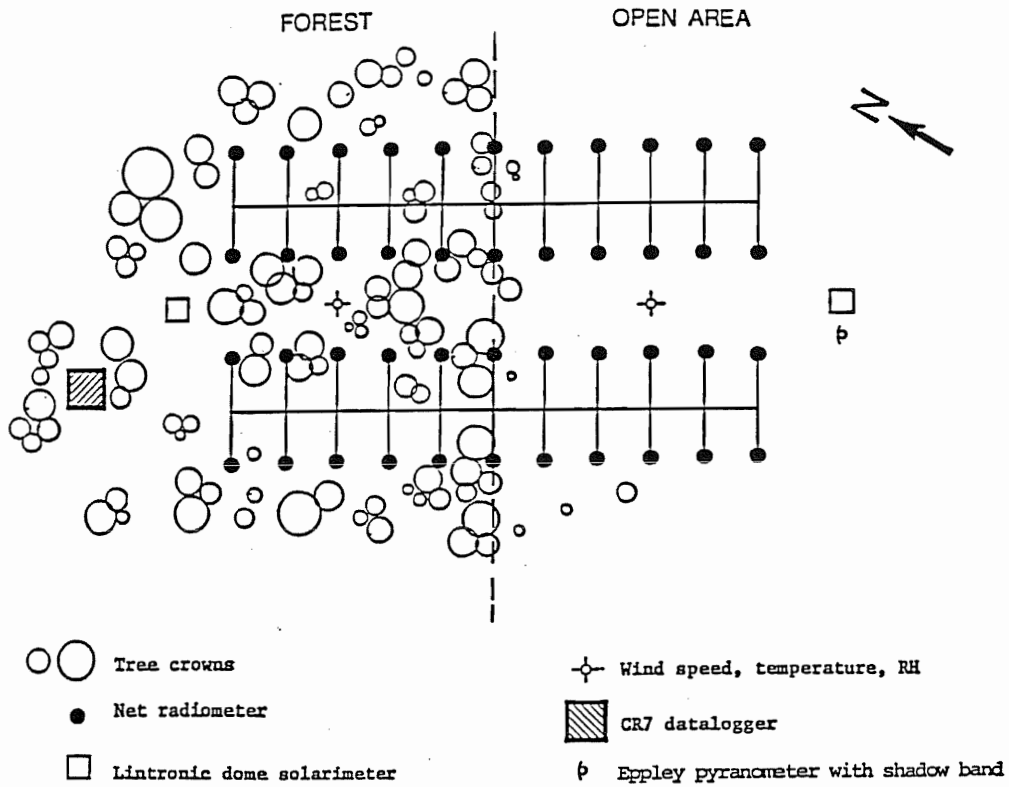 FOREST
OPEN AREA
N
Tree crowns
Net radiometer
Lintronic dome solarimeter
Wind speed, temperature, RH
CR7 datalogger
Eppley pyranometer with shadow band